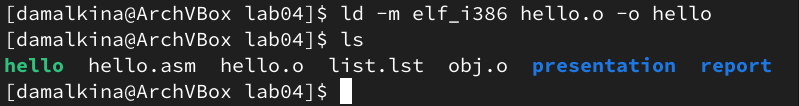 [damalkina@ArchVBox lab04]$ ld -m elf_i386 hello.o -o hello
[damalkina@ArchVBox lab04]$ ls
hello  hello.asm  hello.o  list.lst  obj.o  presentation  report
[damalkina@ArchVBox lab04]$